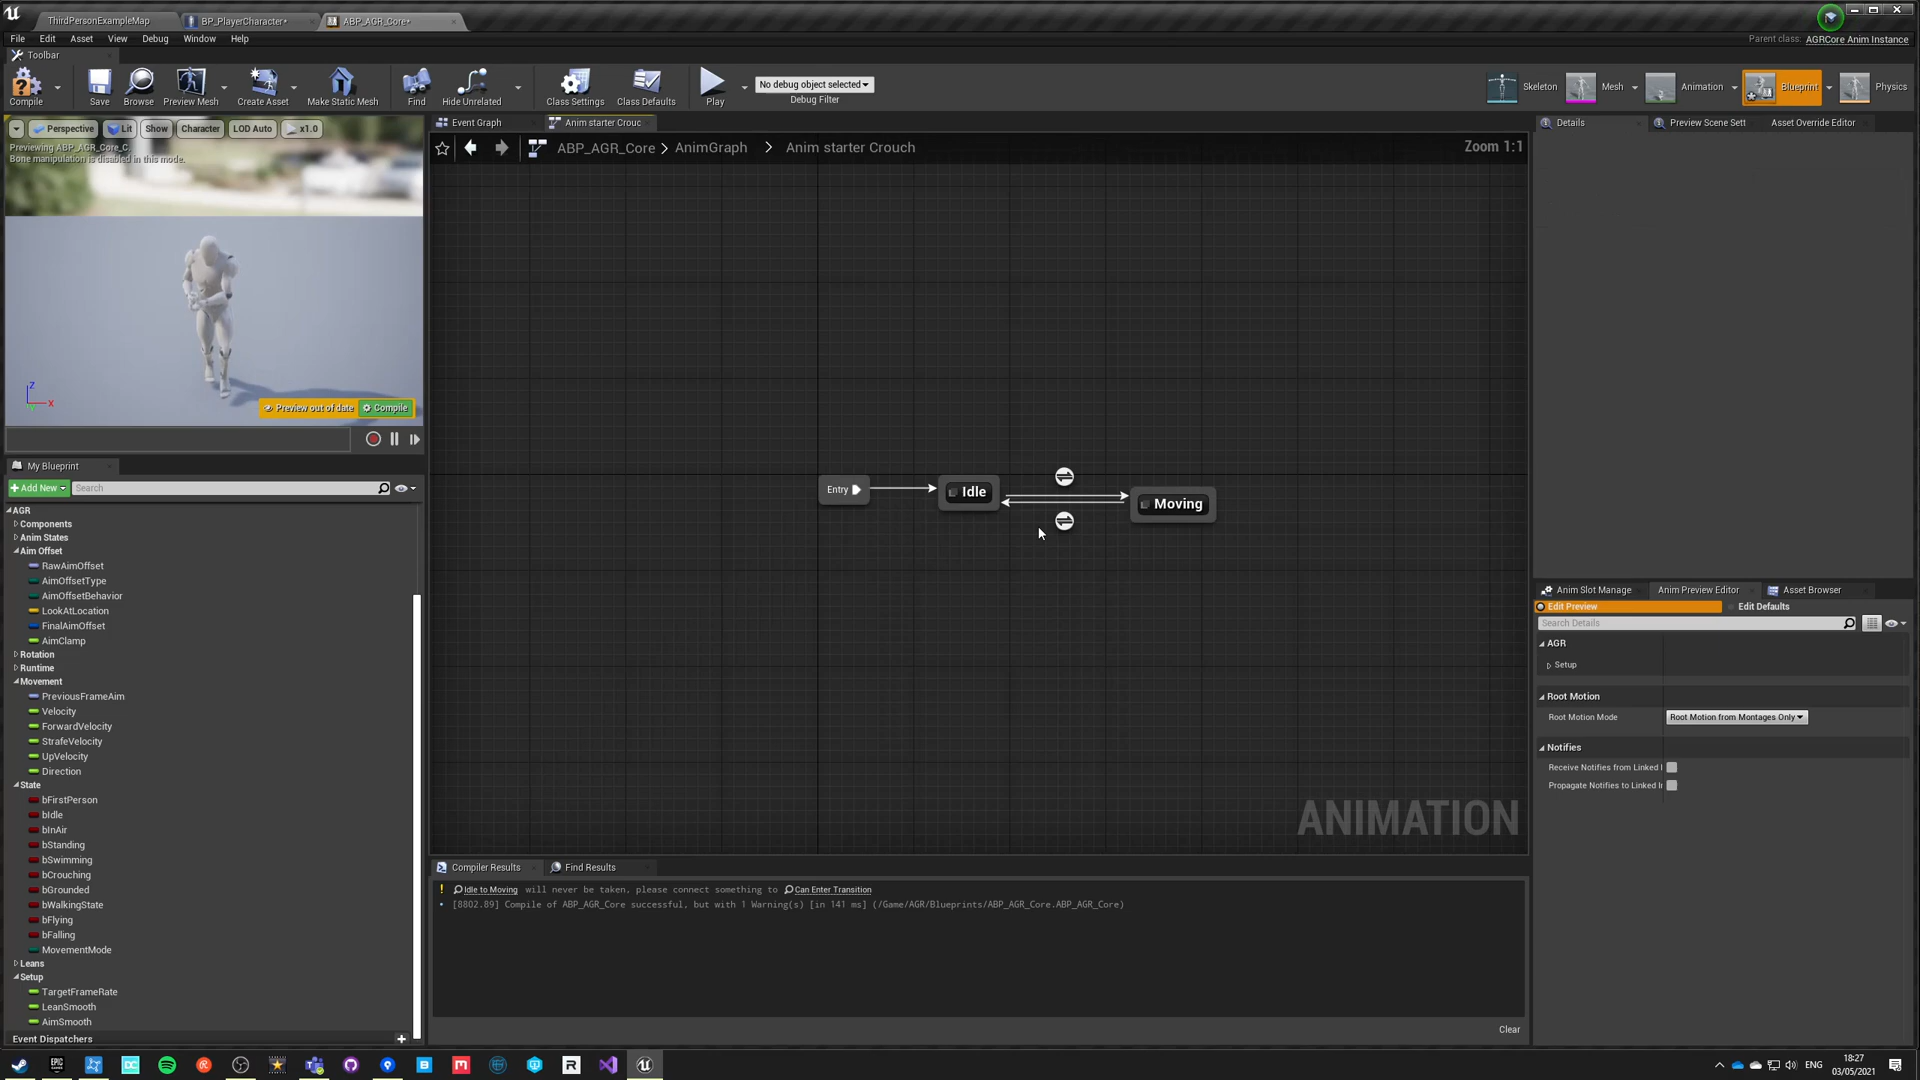 ThirdPersonExampleMap
BP_PlayerCharacter*
ABP_AGR_Core*
File Edit Asset View Debug Window Help
Parent class: AGRCore Anim Instance
Toolbar
Compile
Save
Browse
Preview Mesh
Create Asset
Make Static Mesh
Find
Hide Unrelated
Class Settings
Class Defaults
Play
No debug object selected
Debug Filter
Skeleton
Mesh
Animation
Blueprint
Physics
Perspective Lit Show Character LOD Auto x1.0
Previewing ABP_AGR_Core_C.
Bone manipulation is disabled in this mode.
Z
X
Preview out of date Compile
Event Graph
Anim starter Crouc
ABP_AGR_Core > AnimGraph > Anim starter Crouch
Zoom 1:1
Entry
Idle
Moving
ANIMATION
My Blueprint
Add New Search
AGR
Components
Anim States
Aim Offset
RawAimOffset
AimOffsetType
AimOffsetBehavior
LookAtLocation
FinalAimOffset
AimClamp
Rotation
Runtime
Movement
PreviousFrameAim
Velocity
ForwardVelocity
StrafeVelocity
UpVelocity
Direction
State
bFirstPerson
bIdle
bInAir
bStanding
bSwimming
bCrouching
bGrounded
bWalkingState
bFlying
bFalling
MovementMode
Leans
Setup
TargetFrameRate
LeanSmooth
AimSmooth
Event Dispatchers
Compiler Results
Find Results
Idle to Moving will never be taken, please connect something to Can Enter Transition
[8802.89] Compile of ABP_AGR_Core successful, but with 1 Warning(s) [in 141 ms] (/Game/AGR/Blueprints/ABP_AGR_Core.ABP_AGR_Core)
Clear
Details
Preview Scene Sett
Asset Override Editor
Anim Slot Manage
Anim Preview Editor
Asset Browser
Edit Preview
Edit Defaults
Search Details
AGR
Setup
Root Motion
Root Motion Mode
Root Motion from Montages Only
Notifies
Receive Notifies from Linked I
Propagate Notifies to Linked In
ENG
18:27
03/05/2021